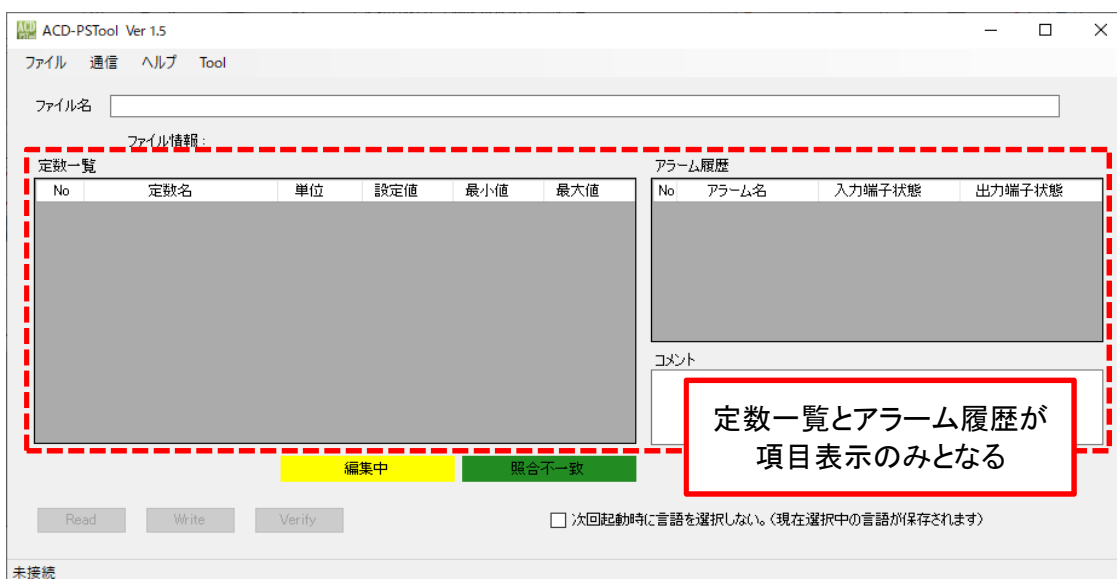 ACD-PSTool Ver 1.5
ファイル 通信 ヘルプ Tool
ファイル名
ファイル情報 :
定数一覧
No 定数名 単位 設定値 最小値 最大値
アラーム履歴
No アラーム名 入力端子状態 出力端子状態
コメント
定数一覧とアラーム履歴が
項目表示のみとなる
編集中 照合不一致
Read Write Verify
次回起動時に言語を選択しない。(現在選択中の言語が保存されます)
未接続